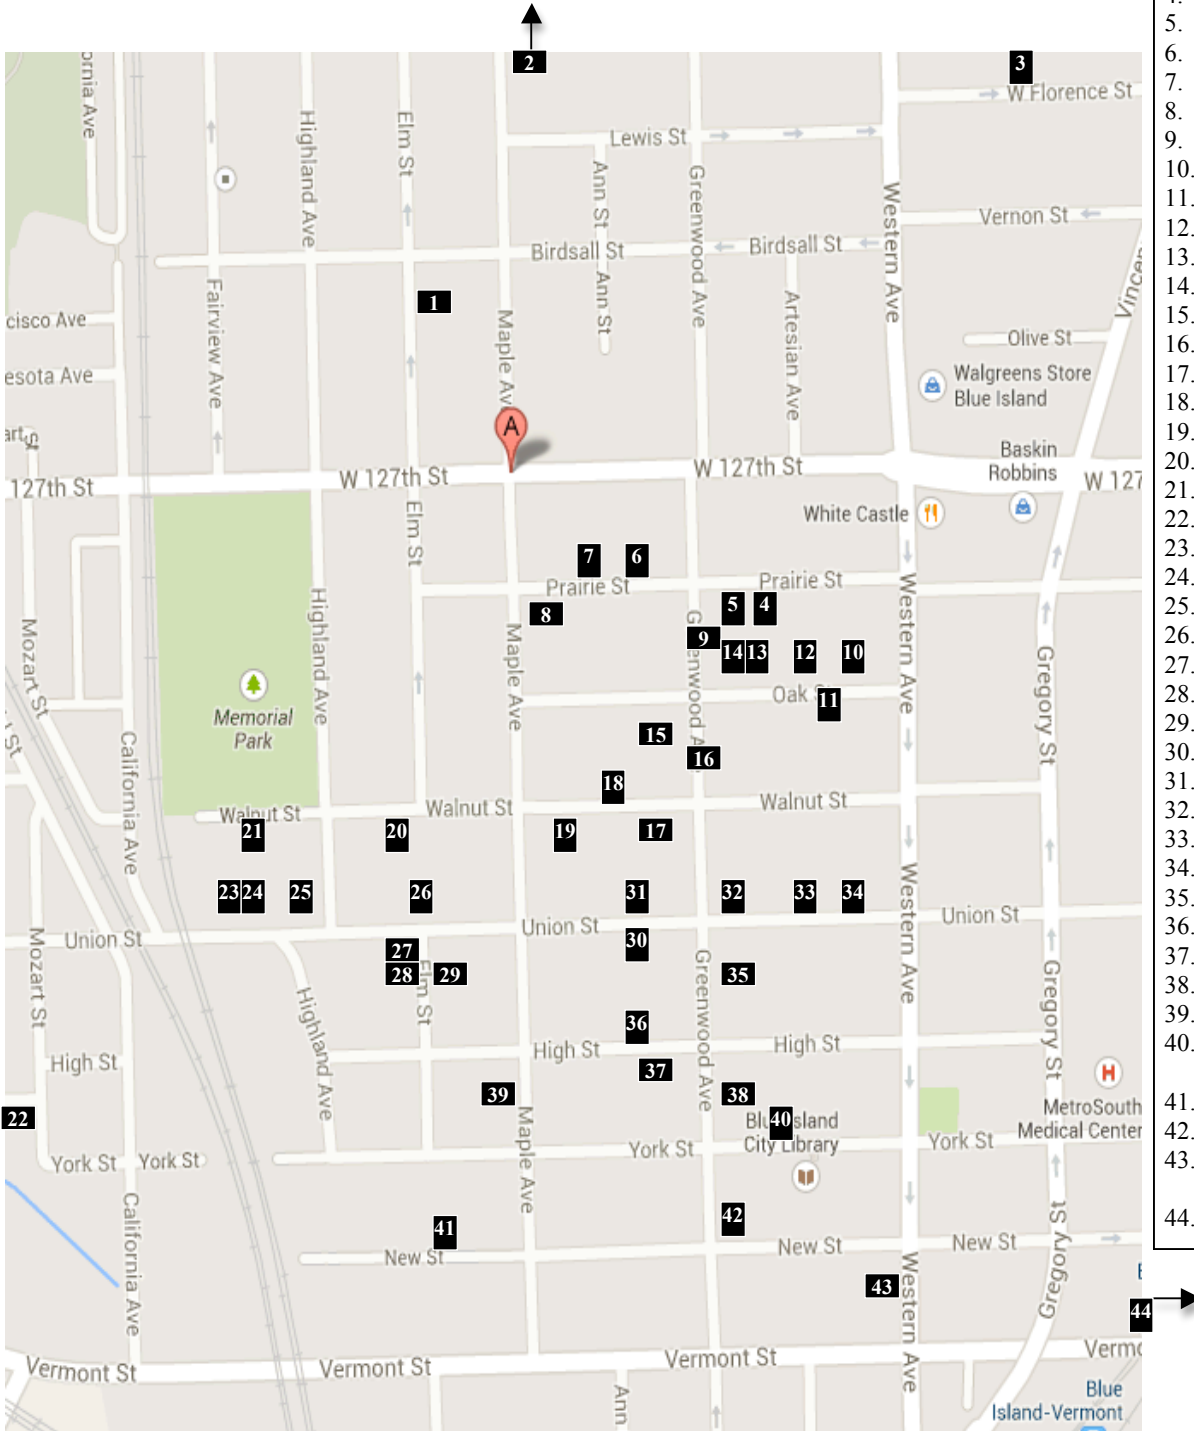 2
3
W Florence St
ornia Ave
Highland Ave
Elm St
Lewis St
Ann St
Greenwood Ave
Western Ave
Vernon St
Birdsall St
Birdsall St
Ann St
1
Fairview Ave
Maple Av
Artesian Ave
cisco Ave
Olive St
esota Ave
Walgreens Store
Blue Island
A
Baskin
Robbins
127th St
W 127th St
W 127th St
W 127
White Castle
Elm St
7
6
Prairie St
Prairie St
8
5
4
Highland Ave
Maple Ave
9
14
13
12
10
Western Ave
Mozart St
Gregory St
Memorial
Park
Oak
11
15
16
California Ave
18
Walnut St
Walnut St
Walnut St
21
20
19
17
23
24
25
26
31
32
33
34
Western Ave
Union St
Union St
Union St
Mozart St
27
28
29
Elm St
30
35
Greenwood Ave
Gregory St
Highland Ave
36
High St
High St
High St
37
39
38
22
40
Maple Ave
City Library
MetroSouth
Medical Center
York St
York St
York St
York St
California Ave
41
42
New St
New St
New St
43
Western Ave
Gregory St
44
Vermont St
Vermont St
Vermont St
Ann
Blue
Island-Vermont
5.
6.
7.
8.
9.
10.
11.
12.
13.
14.
15.
16.
17.
18.
19.
20.
21.
22.
23.
24.
25.
26.
27.
28.
29.
30.
31.
32.
33.
34.
35.
36.
37.
38.
39.
40.
41.
42.
43.
44.